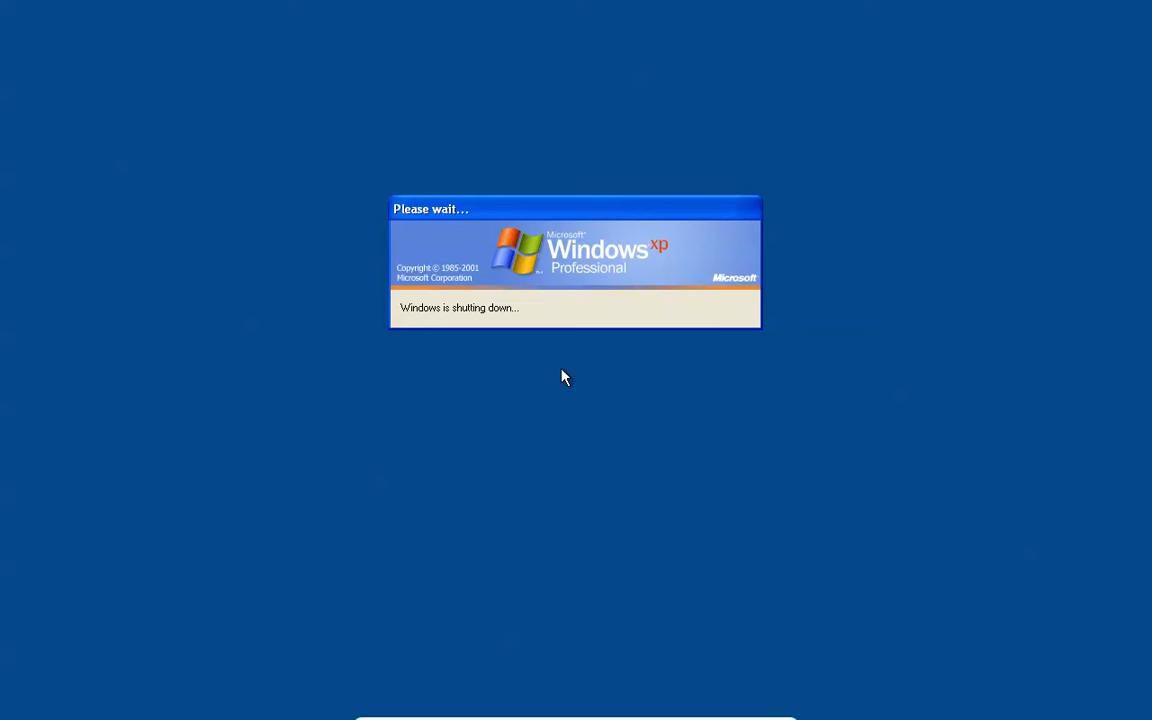 Please wait...
Microsoft®
Windows xp
Professional
Copyright © 1985-2001
Microsoft Corporation
Microsoft
Windows is shutting down...